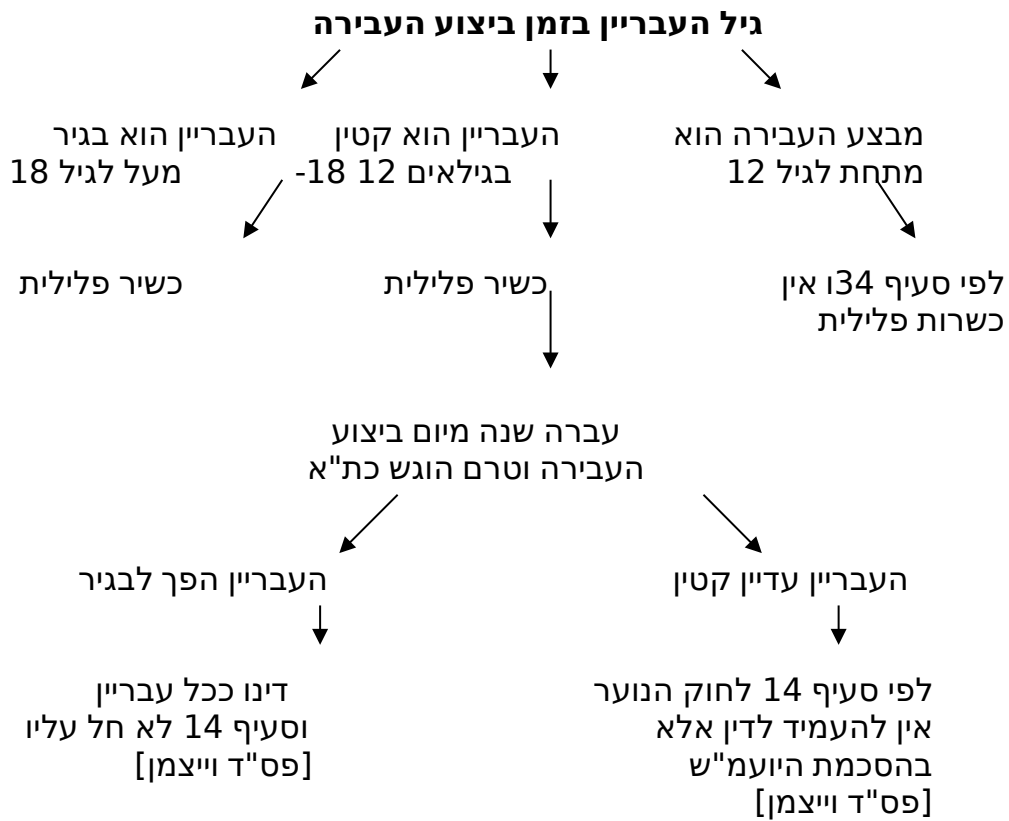 גיל העבריין בזמן ביצוע העבירה
מבצע העבירה הוא
מתחת לגיל 12
העבריין הוא קטין
בגילאים 12 18-
העבריין הוא בגיר
מעל לגיל 18
לפי סעיף 34ו אין
כשרות פלילית
כשיר פלילית
כשיר פלילית
עברה שנה מיום ביצוע
העבירה וטרם הוגש כת"א
העבריין עדיין קטין
העבריין הפך לבגיר
לפי סעיף 14 לחוק הנוער
אין להעמיד לדין אלא
בהסכמת היועמ"ש
[פס"ד וייצמן]
דינו ככל עבריין
וסעיף 14 לא חל עליו
[פס"ד וייצמן]